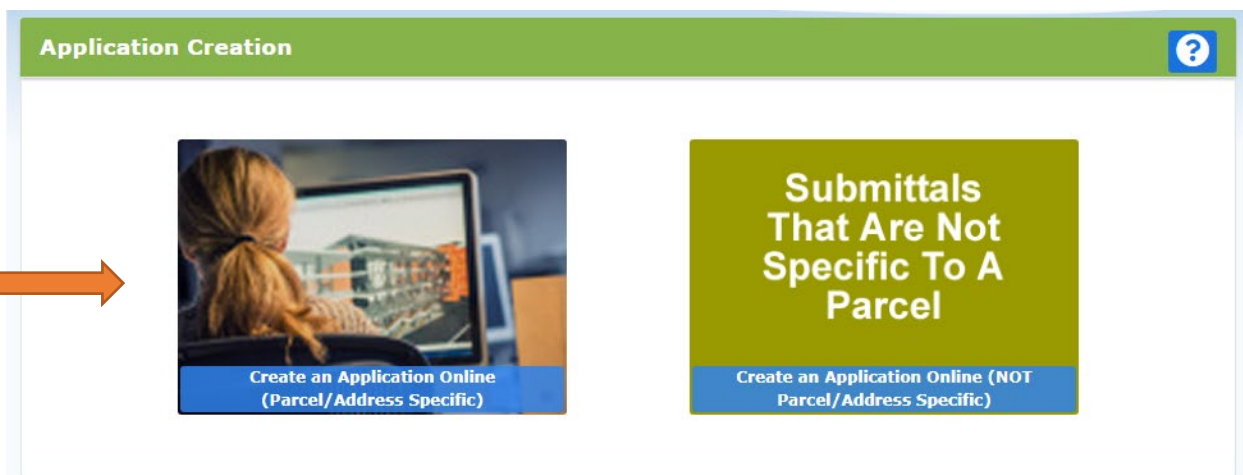 Application Creation
?
Create an Application Online
(Parcel/Address Specific)
Submittals
That Are Not
Specific To A
Parcel
Create an Application Online (NOT
Parcel/Address Specific)